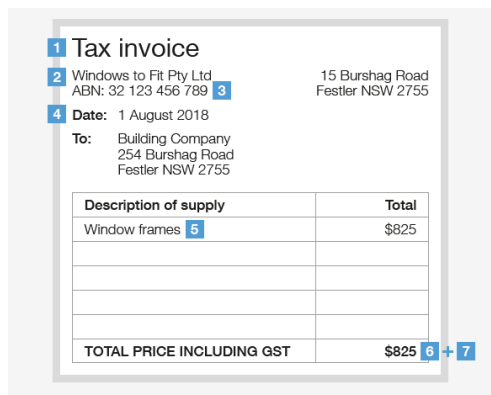 1 Tax invoice
2 Windows to Fit Pty Ltd 15 Burshag Road
ABN: 32 123 456 789 3 Festler NSW 2755
4 Date: 1 August 2018
To: Building Company
254 Burshag Road
Festler NSW 2755
Description of supply Total
Window frames 5 $825
TOTAL PRICE INCLUDING GST $825 6 + 7